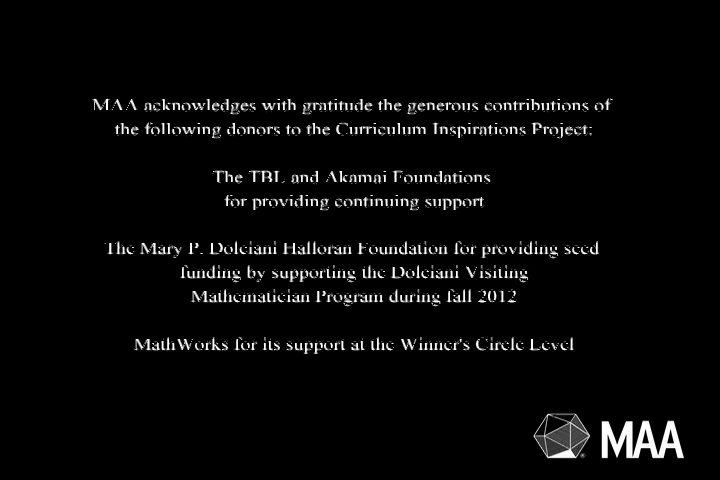 MAA acknowledges with gratitude the generous contributions of
the following donors to the Curriculum Inspirations Project:
The TBL and Akamai Foundations
for providing continuing support
The Mary P. Dolciani Halloran Foundation for providing seed
funding by supporting the Dolciani Visiting
Mathematician Program during fall 2012
MathWorks for its support at the Winner's Circle Level
MAA